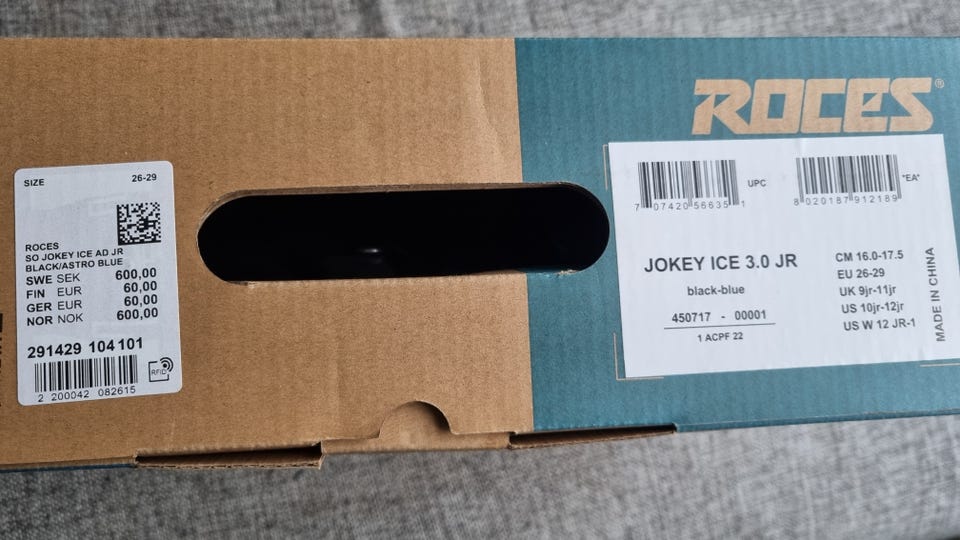 SIZE 26-29
ROCES
SO JOKEY ICE AD JR
BLACK/ASTRO BLUE
SWE SEK 600,00
FIN EUR 60,00
GER EUR 60,00
NOR NOK 600,00
291429 104 101
RFID
2 200042 082615
ROCES®
UPC
7 07420 56635 1
"EA"
8 020187 912189
JOKEY ICE 3.0 JR
black-blue
450717 - 00001
1 ACPF 22
CM 16.0-17.5
EU 26-29
UK 9jr-11jr
US 10jr-12jr
US W 12 JR-1
MADE IN CHINA